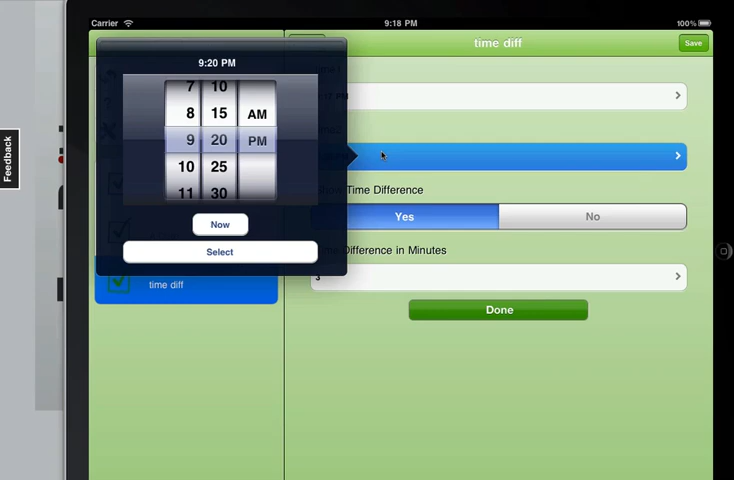 Carrier
9:18 PM
100%
9:20 PM
time diff
Save
7 10
8 15 AM
9 20 PM
10 25
11 30
Now
Select
Time Difference
Yes
No
Difference in Minutes
3
Done
time diff
Feedback